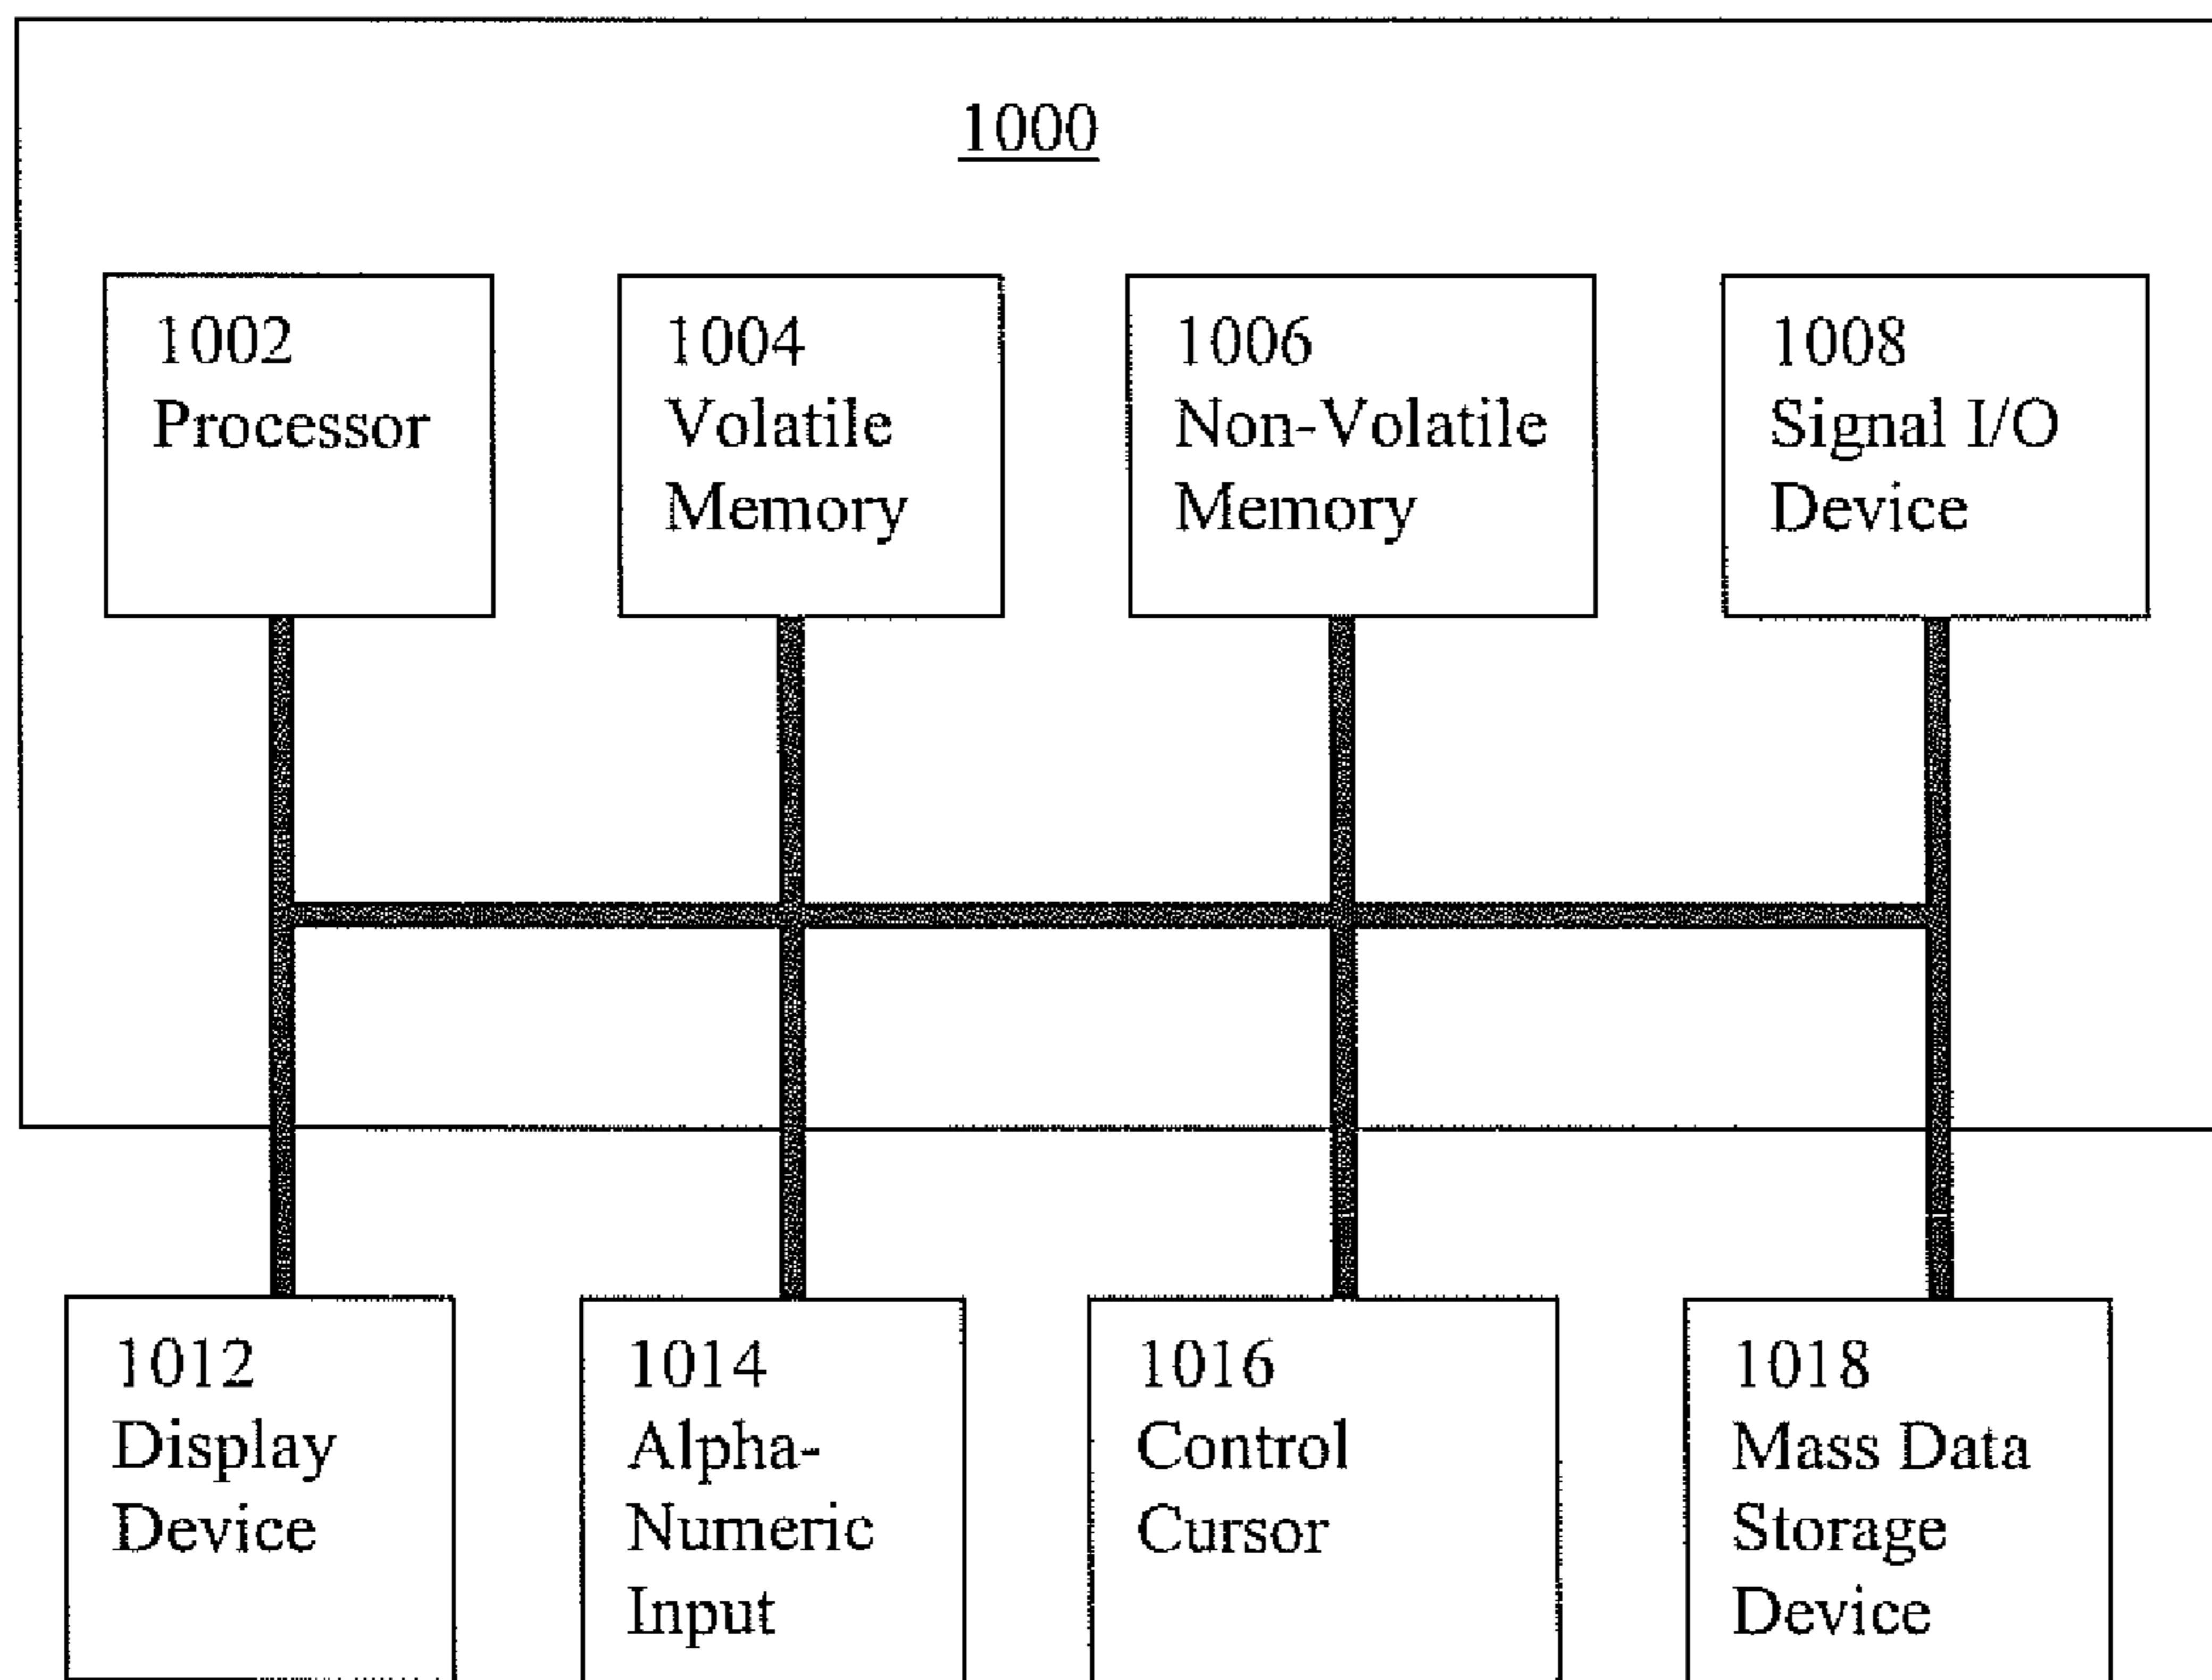 1000
1002
Processor
1004
Volatile
Memory
1006
Non-Volatile
Memory
1008
Signal I/O
Device
1012
Display
Device
1014
Alpha-
Numeric
Input
1016
Control
Cursor
1018
Mass Data
Storage
Device